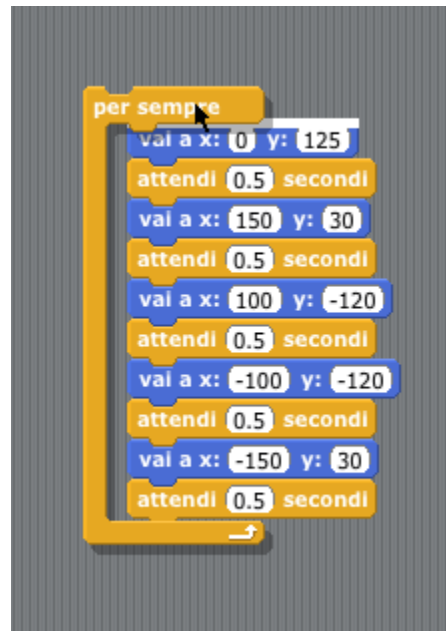 per sempre
vai a x: 0 y: 125
attendi 0.5 secondi
vai a x: 150 y: 30
attendi 0.5 secondi
vai a x: 100 y: -120
attendi 0.5 secondi
vai a x: -100 y: -120
attendi 0.5 secondi
vai a x: -150 y: 30
attendi 0.5 secondi